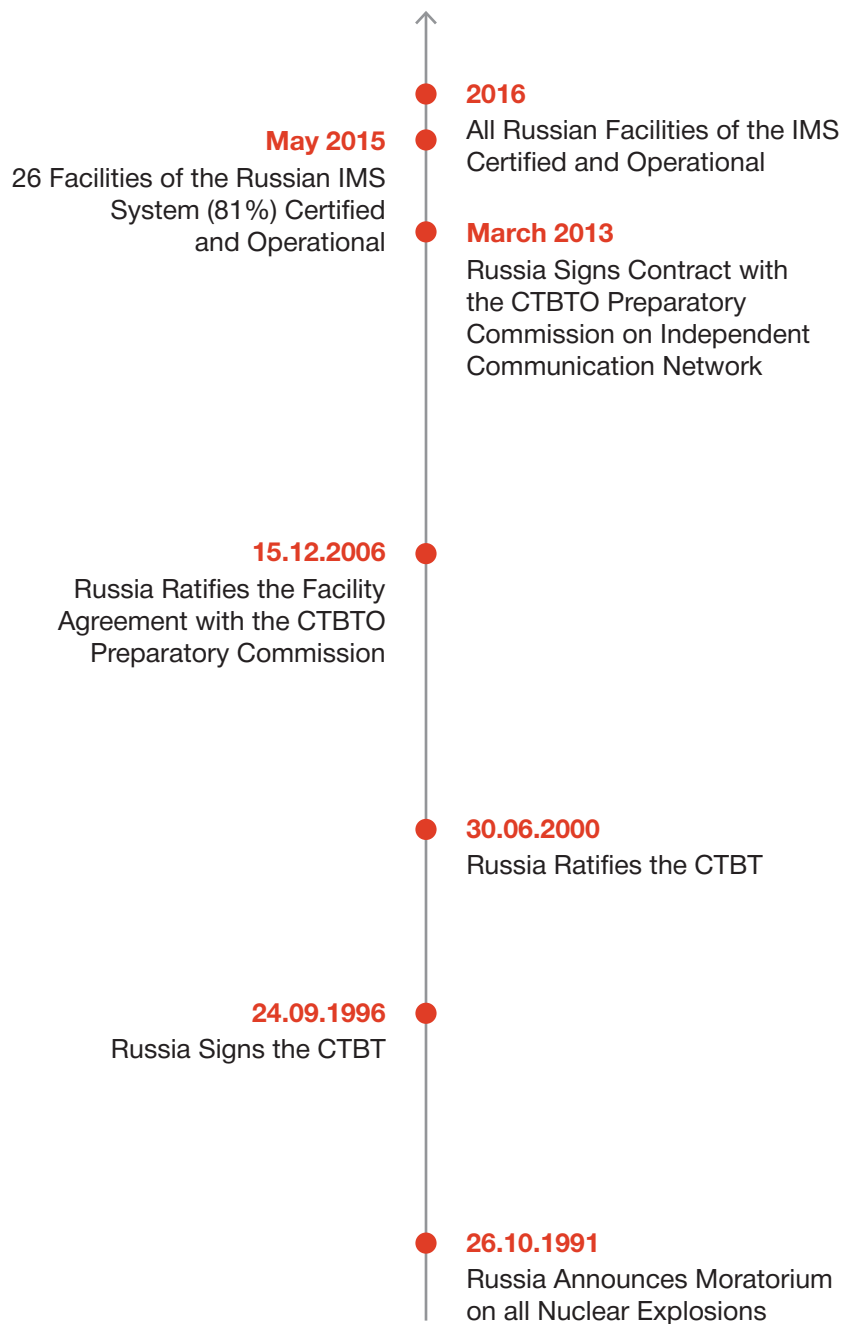 2016
All Russian Facilities of the IMS
Certified and Operational
May 2015
26 Facilities of the Russian IMS
System (81%) Certified
and Operational
March 2013
Russia Signs Contract with
the CTBTO Preparatory
Commission on Independent
Communication Network
15.12.2006
Russia Ratifies the Facility
Agreement with the CTBTO
Preparatory Commission
30.06.2000
Russia Ratifies the CTBT
24.09.1996
Russia Signs the CTBT
26.10.1991
Russia Announces Moratorium
on all Nuclear Explosions